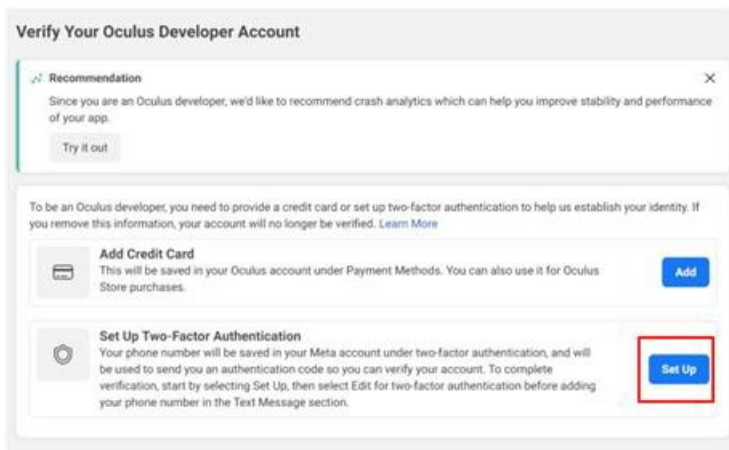 Verify Your Oculus Developer Account
Recommendation
Since you are an Oculus developer, we'd like to recommend crash analytics which can help you improve stability and performance
of your app.
Try it out
To be an Oculus developer, you need to provide a credit card or set up two-factor authentication to help us establish your identity. If
you remove this information, your account will no longer be verified. Learn More
Add Credit Card
This will be saved in your Oculus account under Payment Methods. You can also use it for Oculus
Store purchases.
Add
Set Up Two-Factor Authentication
Your phone number will be saved in your Meta account under two-factor authentication, and will
be used to send you an authentication code so you can verify your account. To complete
verification, start by selecting Set Up, then select Edit for two-factor authentication before adding
your phone number in the Text Message section.
Set Up